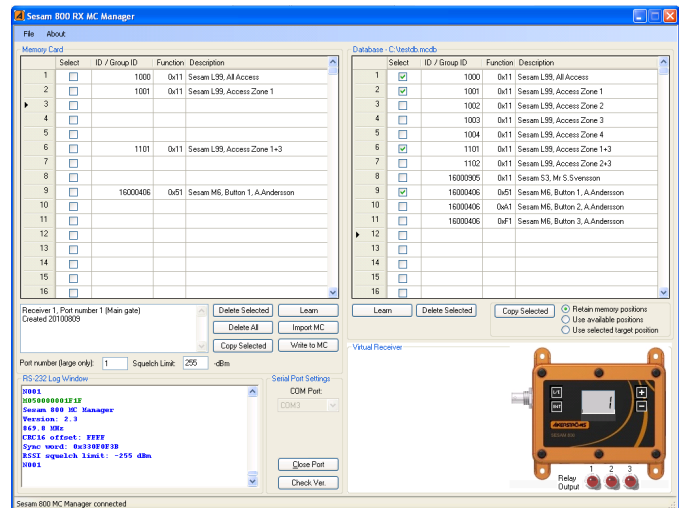 Sesam 800 RX MC Manager
File About
Memory Card
Select ID / Group ID Function Description
1 1000 0x11 Sesam L99, All Access
2 1001 0x11 Sesam L99, Access Zone 1
3
4
5
6 1101 0x11 Sesam L99, Access Zone 1+3
7
8
9 16000406 0x51 Sesam M6, Button 1, A.Andersson
10
11
12
13
14
15
16
Receiver 1, Port number 1 (Main gate)
Created 20100809
Delete Selected Learn
Delete All Import MC
Copy Selected Write to MC
Port number (large only): 1 Squelch Limit: 255 -dBm
RS-232 Log Window
N001
M050000001F1F
Sesam 800 MC Manager
Version: 2.3
869.8 MHz
CRC16 offset: FFFF
Sync word: 0x330F0F3B
RSSI squelch limit: -255 dBm
N001
Serial Port Settings
COM Port:
COM3
Close Port
Check Ver.
Database - C:\testdb.mcdb
Select ID / Group ID Function Description
1 1000 0x11 Sesam L99, All Access
2 1001 0x11 Sesam L99, Access Zone 1
3 1002 0x11 Sesam L99, Access Zone 2
4 1003 0x11 Sesam L99, Access Zone 3
5 1004 0x11 Sesam L99, Access Zone 4
6 1101 0x11 Sesam L99, Access Zone 1+3
7 1102 0x11 Sesam L99, Access Zone 2+3
8 16000905 0x11 Sesam S3, Mr S.Svensson
9 16000406 0x51 Sesam M6, Button 1, A.Andersson
10 16000406 0xA1 Sesam M6, Button 2, A.Andersson
11 16000406 0xF1 Sesam M6, Button 3, A.Andersson
12
13
14
15
16
Learn Delete Selected Copy Selected
Retain memory positions
Use available positions
Use selected target position
Virtual Receiver
1
ÅKERSTRÖMS
SESAM 800
1 2 3
Relay
Output
Sesam 800 MC Manager connected